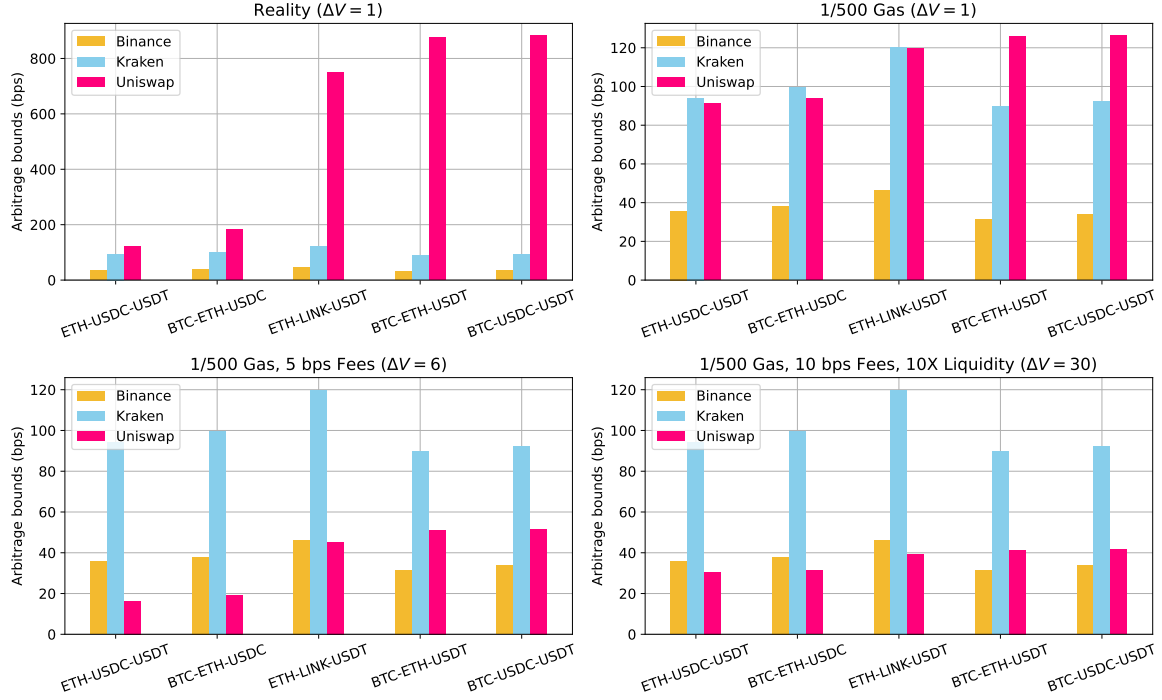 Reality (ΔV = 1)
Arbitrage bounds (bps)
800
600
400
200
0
Binance
Kraken
Uniswap
ETH-USDC-USDT
BTC-ETH-USDC
ETH-LINK-USDT
BTC-ETH-USDT
BTC-USDC-USDT
1/500 Gas (ΔV = 1)
Arbitrage bounds (bps)
120
100
80
60
40
20
0
Binance
Kraken
Uniswap
ETH-USDC-USDT
BTC-ETH-USDC
ETH-LINK-USDT
BTC-ETH-USDT
BTC-USDC-USDT
1/500 Gas, 5 bps Fees (ΔV = 6)
Arbitrage bounds (bps)
120
100
80
60
40
20
0
Binance
Kraken
Uniswap
ETH-USDC-USDT
BTC-ETH-USDC
ETH-LINK-USDT
BTC-ETH-USDT
BTC-USDC-USDT
1/500 Gas, 10 bps Fees, 10X Liquidity (ΔV = 30)
Arbitrage bounds (bps)
120
100
80
60
40
20
0
Binance
Kraken
Uniswap
ETH-USDC-USDT
BTC-ETH-USDC
ETH-LINK-USDT
BTC-ETH-USDT
BTC-USDC-USDT